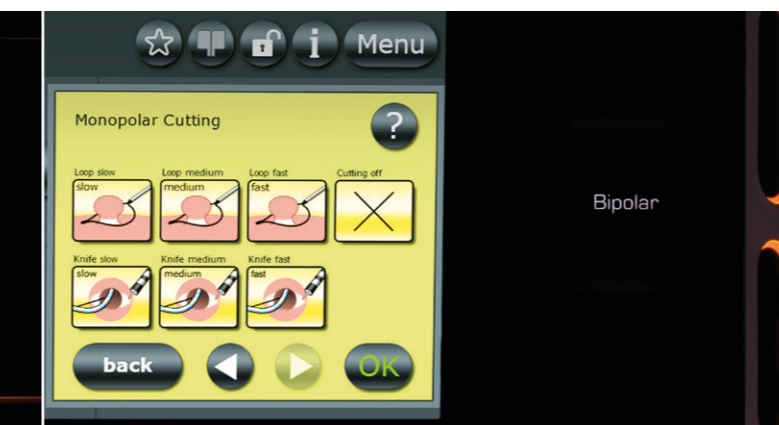 i Menu
Monopolar Cutting ?
Loop slow Loop medium Loop fast Cutting off
slow medium fast
Bipolar
Knife slow Knife medium Knife fast
slow medium fast
back OK